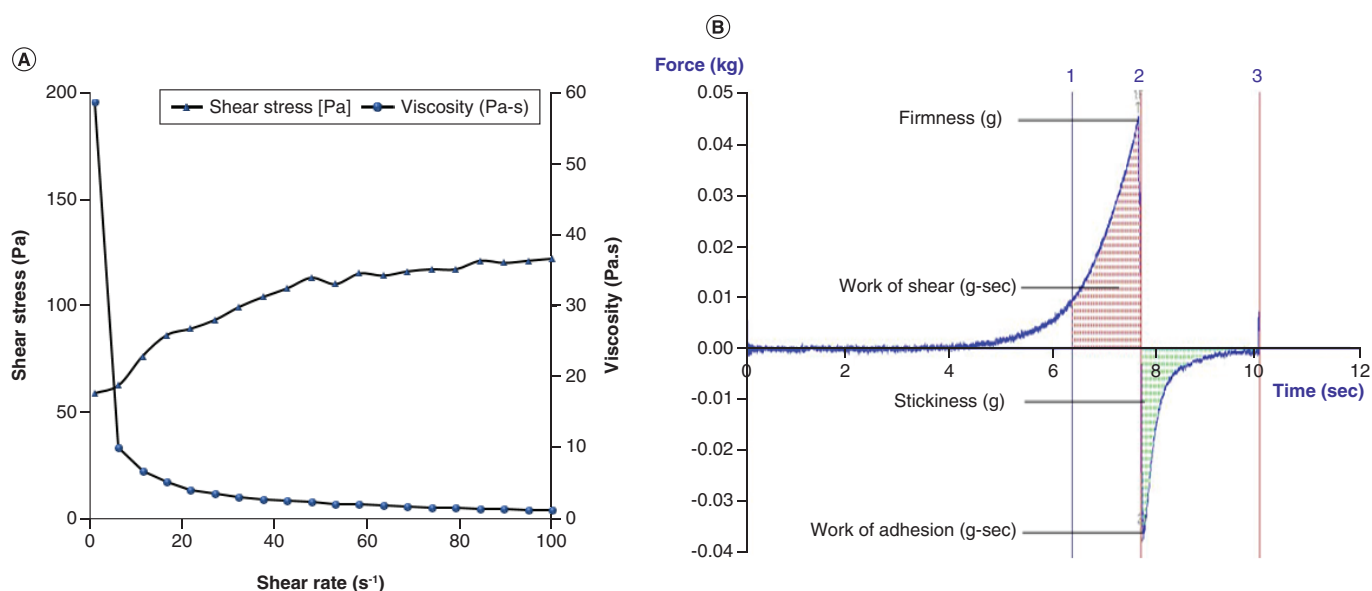 A
Shear stress [Pa]
Viscosity (Pa-s)
200
150
100
50
0
Shear stress (Pa)
60
50
40
30
20
10
0
Viscosity (Pa.s)
0
20
40
60
80
100
Shear rate (s-1)
B
Force (kg)
1
2
3
0.05
0.04
0.03
0.02
0.01
0.00
-0.01
-0.02
-0.03
-0.04
Firmness (g)
Work of shear (g-sec)
Stickiness (g)
Work of adhesion (g-sec)
0
2
4
6
8
10
12
Time (sec)